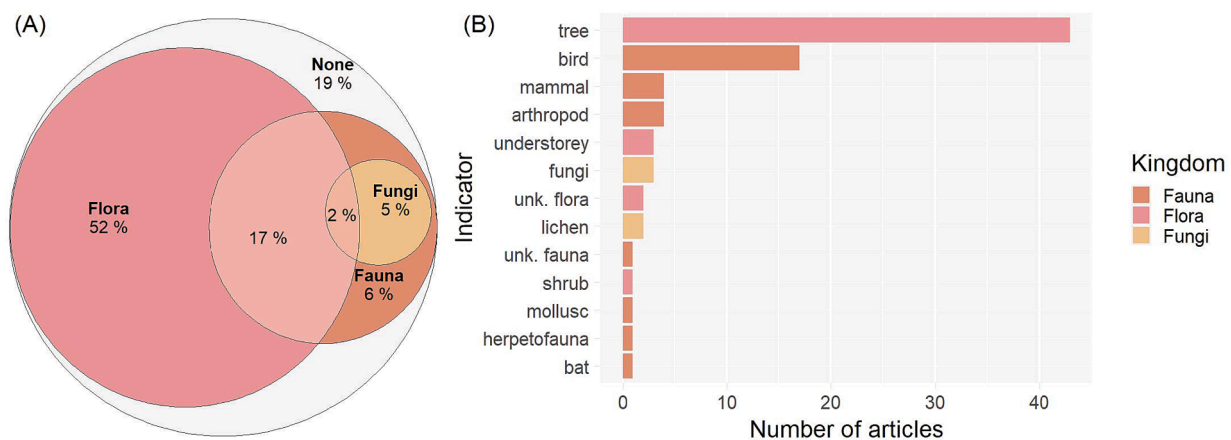 (A)
None
19 %
Flora
52 %
17 %
2 %
Fungi
5 %
Fauna
6 %
(B)
Indicator
tree
bird
mammal
arthropod
understorey
fungi
unk. flora
lichen
unk. fauna
shrub
mollusc
herpetofauna
bat
0 10 20 30 40
Number of articles
Kingdom
Fauna
Flora
Fungi